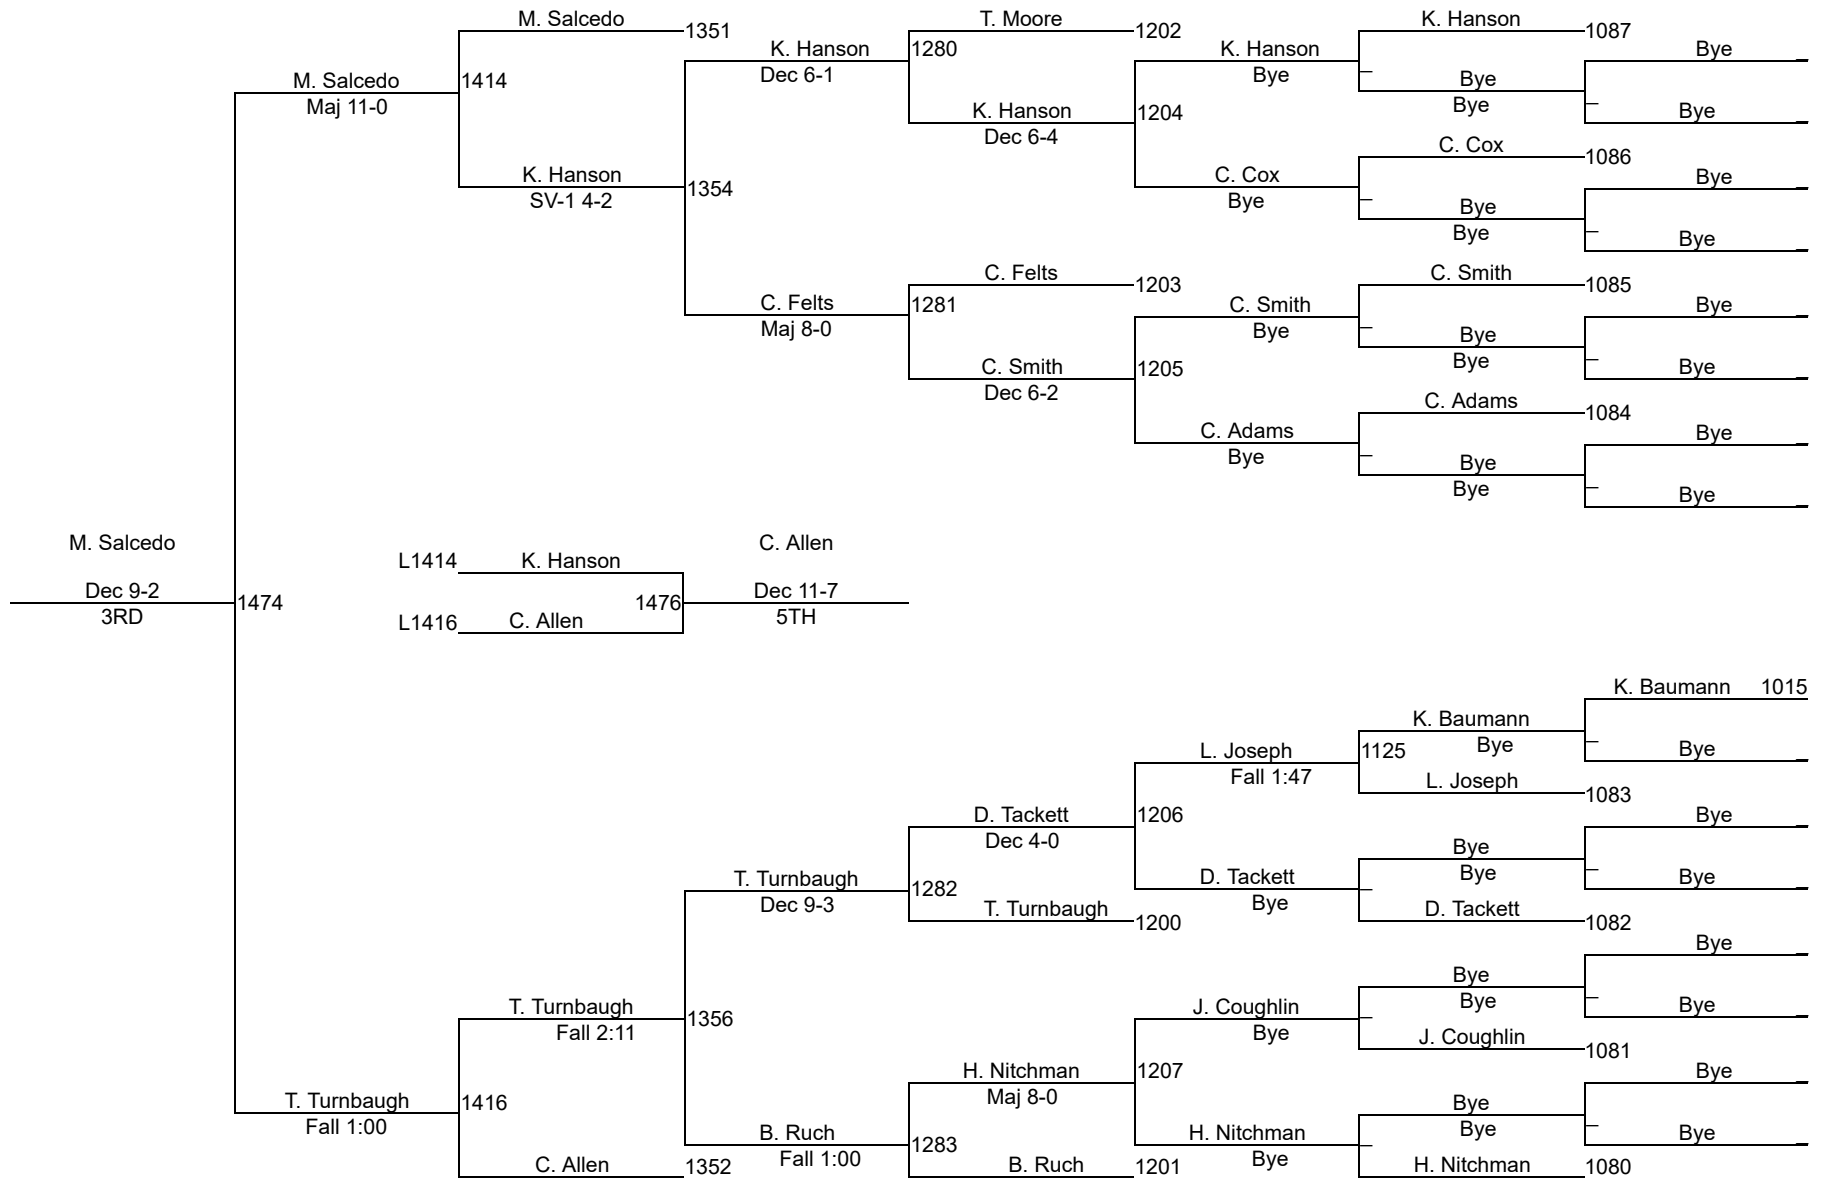 M. Salcedo
1351
T. Moore
1202
K. Hanson
1087
K. Hanson
Dec 6-1
1280
K. Hanson
Bye
Bye
M. Salcedo
Maj 11-0
1414
Bye
Bye
K. Hanson
Dec 6-4
1204
Bye
C. Cox
1086
K. Hanson
SV-1 4-2
1354
C. Cox
Bye
Bye
Bye
Bye
Bye
C. Felts
1203
C. Smith
1085
C. Felts
Maj 8-0
1281
C. Smith
Bye
Bye
Bye
Bye
C. Smith
Dec 6-2
1205
Bye
C. Adams
1084
C. Adams
Bye
Bye
Bye
Bye
Bye
M. Salcedo
Dec 9-2
3RD
1474
L1414
K. Hanson
L1416
C. Allen
1476
C. Allen
Dec 11-7
5TH
K. Baumann
1015
K. Baumann
Bye
Bye
L. Joseph
Fall 1:47
1125
L. Joseph
1083
D. Tackett
Dec 4-0
1206
Bye
Bye
Bye
T. Turnbaugh
Dec 9-3
1282
D. Tackett
Bye
Bye
T. Turnbaugh
1200
D. Tackett
1082
Bye
Bye
Bye
T. Turnbaugh
Fall 2:11
1356
J. Coughlin
Bye
Bye
J. Coughlin
1081
H. Nitchman
Maj 8-0
1207
Bye
T. Turnbaugh
Fall 1:00
1416
Bye
Bye
B. Ruch
Fall 1:00
1283
H. Nitchman
Bye
Bye
C. Allen
1352
B. Ruch
1201
H. Nitchman
1080